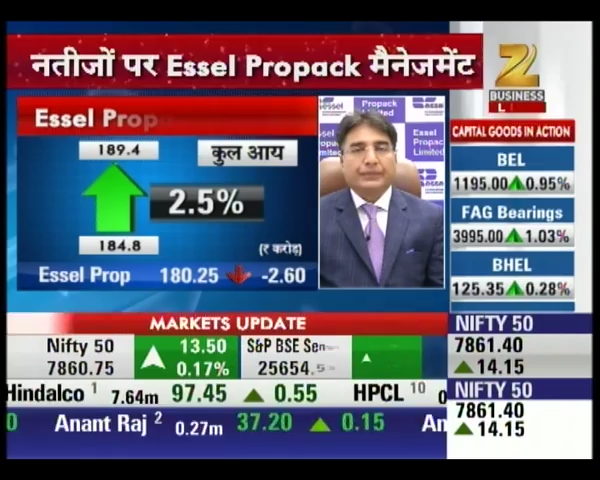 नतीजों पर Essel Propack मैनेजमेंट
Z
BUSINESS
Essel Prop
189.4
कुल आय
2.5%
184.8
(₹ करोड़)
Essel Prop 180.25 -2.60
Propack
Limited
Essel
Propack
Limited
CAPITAL GOODS IN ACTION
BEL
1195.00 0.95%
FAG Bearings
3995.00 1.03%
BHEL
125.35 0.28%
MARKETS UPDATE
Nifty 50 13.50
7860.75 0.17%
S&P BSE Sen
25654.5
NIFTY 50
7861.40
14.15
NIFTY 50
7861.40
14.15
Hindalco 1 7.64m 97.45 0.55 HPCL 10 0
0 Anant Raj 2 0.27m 37.20 0.15 An